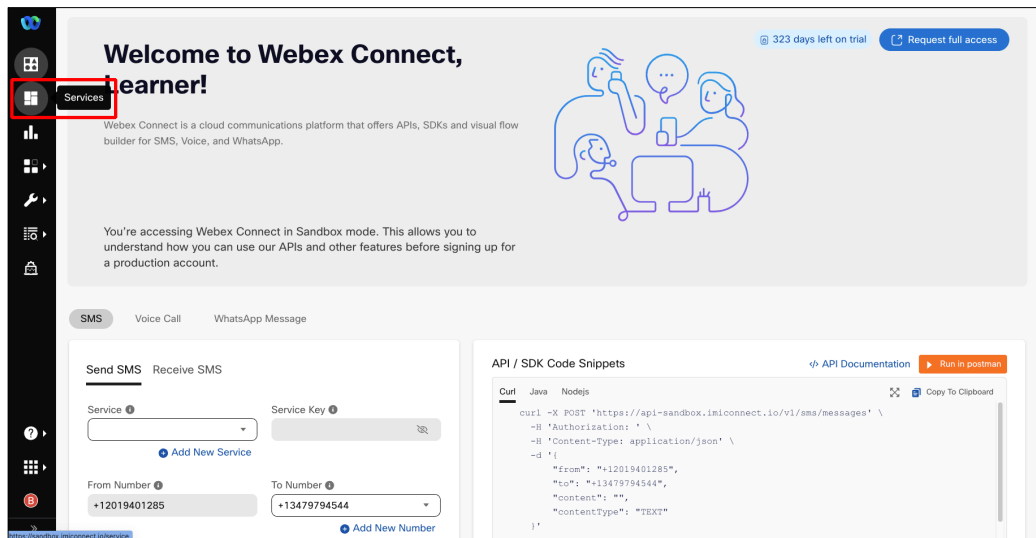 323 days left on trial
Request full access
Welcome to Webex Connect,
Learner!
Services
Webex Connect is a cloud communications platform that offers APIs, SDKs and visual flow
builder for SMS, Voice, and WhatsApp.
You're accessing Webex Connect in Sandbox mode. This allows you to
understand how you can use our APIs and other features before signing up for
a production account.
SMS Voice Call WhatsApp Message
Send SMS Receive SMS
Service
Service Key
Add New Service
From Number
To Number
+12019401285
+13479794544
Add New Number
API / SDK Code Snippets
</> API Documentation
Run in postman
Curl Java Nodejs
Copy To Clipboard
curl -X POST 'https://api-sandbox.imiconnect.io/v1/sms/messages' \
-H 'Authorization: ' \
-H 'Content-Type: application/json' \
-d '{
"from": "+12019401285",
"to": "+13479794544",
"content": "",
"contentType": "TEXT"
}'
?
B
https://sandbox.imiconnect.io/service